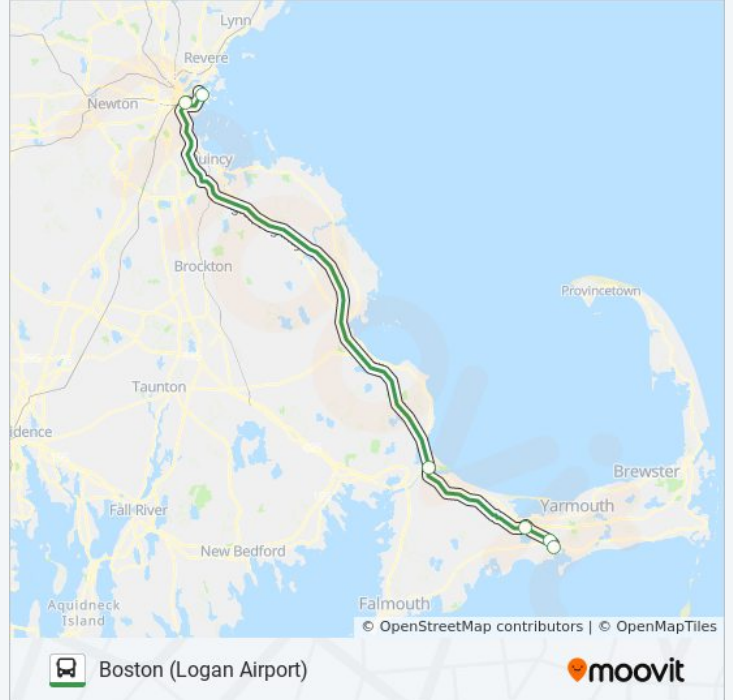 Lynn
Revere
Newton
uincy
Brockton
Provincetown
Taunton
idence
Brewster
Yarmouth
Fall River
New Bedford
Aquidneck
Island
Falmouth
© OpenStreetMap contributors | © OpenMapTiles
Boston (Logan Airport)
moovit